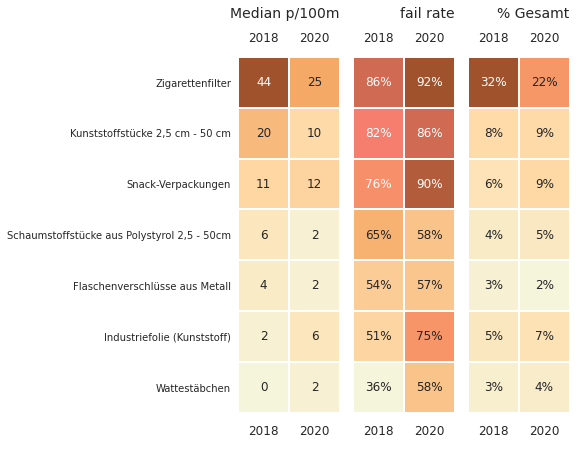 Median p/100m fail rate % Gesamt
2018 2020 2018 2020 2018 2020
Zigarettenfilter 44 25 86% 92% 32% 22%
Kunststoffstücke 2,5 cm - 50 cm 20 10 82% 86% 8% 9%
Snack-Verpackungen 11 12 76% 90% 6% 9%
Schaumstoffstücke aus Polystyrol 2,5 - 50cm 6 2 65% 58% 4% 5%
Flaschenverschlüsse aus Metall 4 2 54% 57% 3% 2%
Industriefolie (Kunststoff) 2 6 51% 75% 5% 7%
Wattestäbchen 0 2 36% 58% 3% 4%
2018 2020 2018 2020 2018 2020